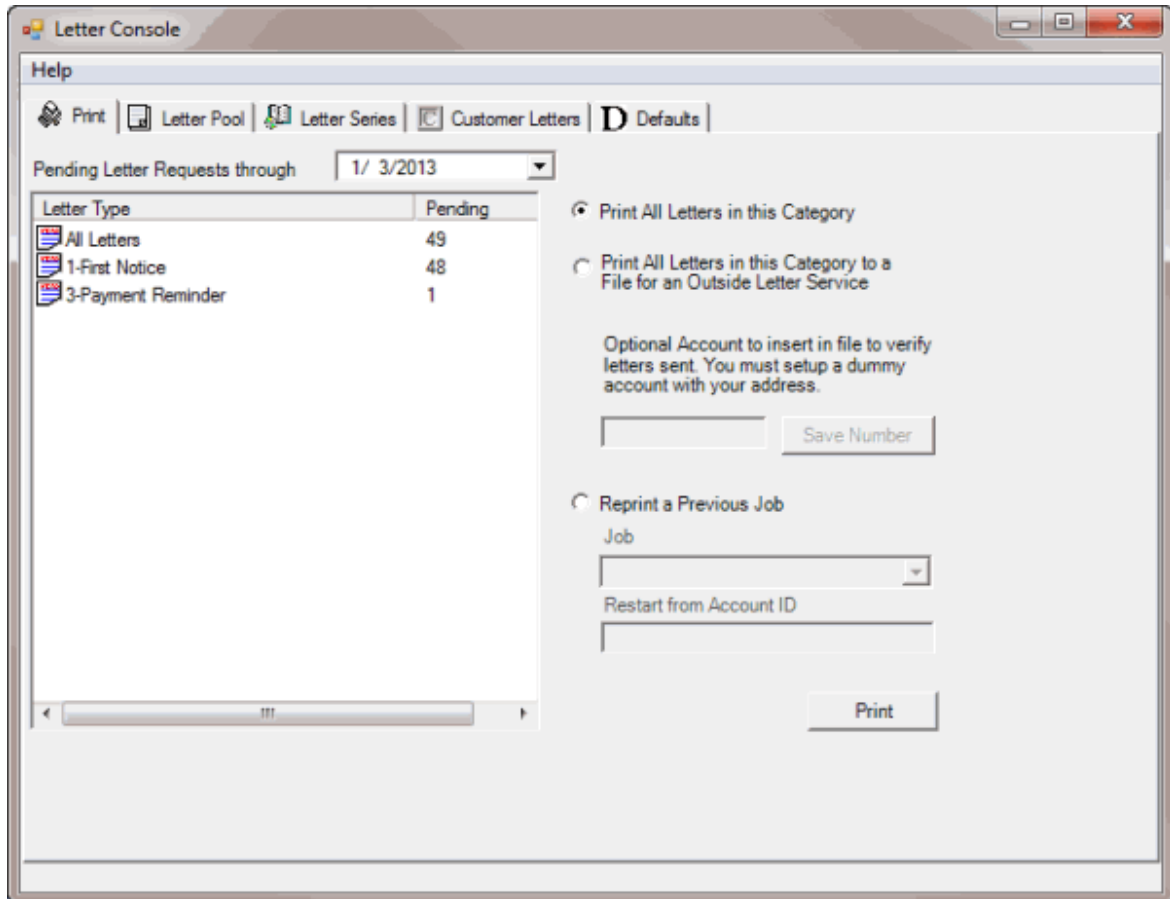 Letter Console
Help
Print Letter Pool Letter Series C Customer Letters D Defaults
Pending Letter Requests through 1/ 3/2013
Letter Type Pending
All Letters 49
1-First Notice 48
3-Payment Reminder 1
Print All Letters in this Category
Print All Letters in this Category to a
File for an Outside Letter Service
Optional Account to insert in file to verify
letters sent. You must setup a dummy
account with your address.
Save Number
Reprint a Previous Job
Job
Restart from Account ID
Print